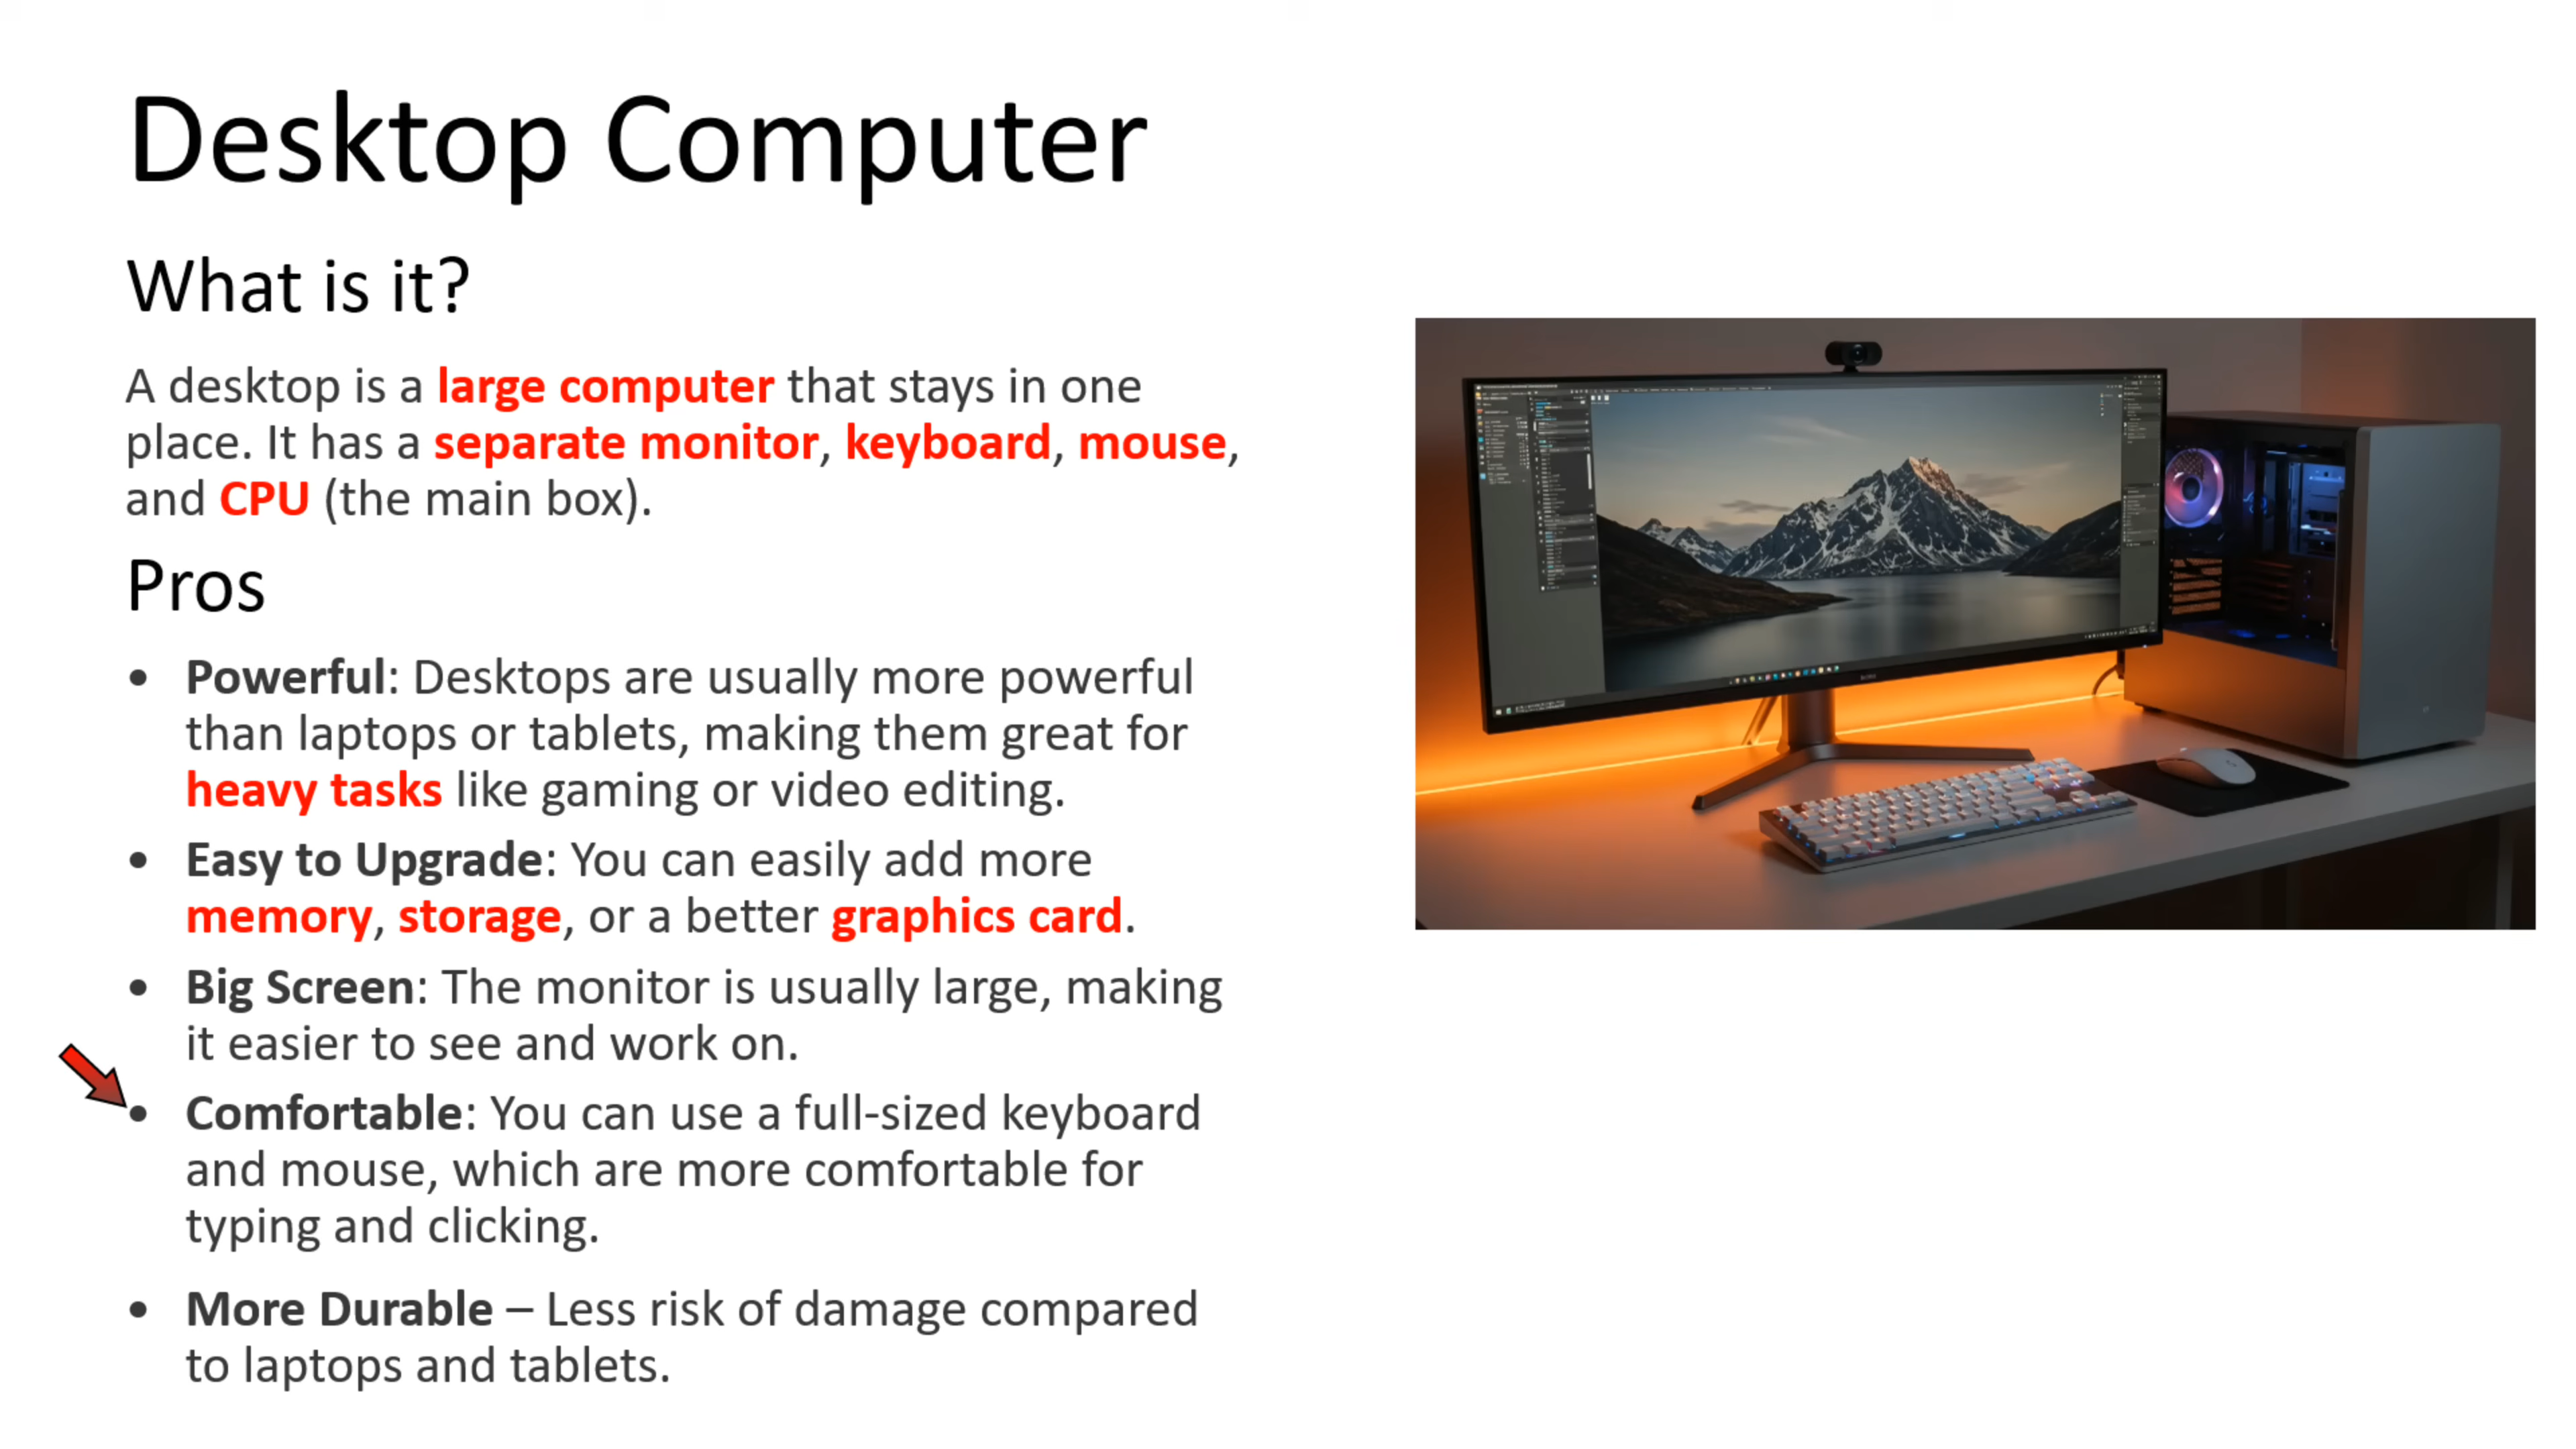 Desktop Computer
What is it?
A desktop is a large computer that stays in one
place. It has a separate monitor, keyboard, mouse,
and CPU (the main box).
Pros
• Powerful: Desktops are usually more powerful
than laptops or tablets, making them great for
heavy tasks like gaming or video editing.
• Easy to Upgrade: You can easily add more
memory, storage, or a better graphics card.
• Big Screen: The monitor is usually large, making
it easier to see and work on.
• Comfortable: You can use a full-sized keyboard
and mouse, which are more comfortable for
typing and clicking.
• More Durable – Less risk of damage compared
to laptops and tablets.